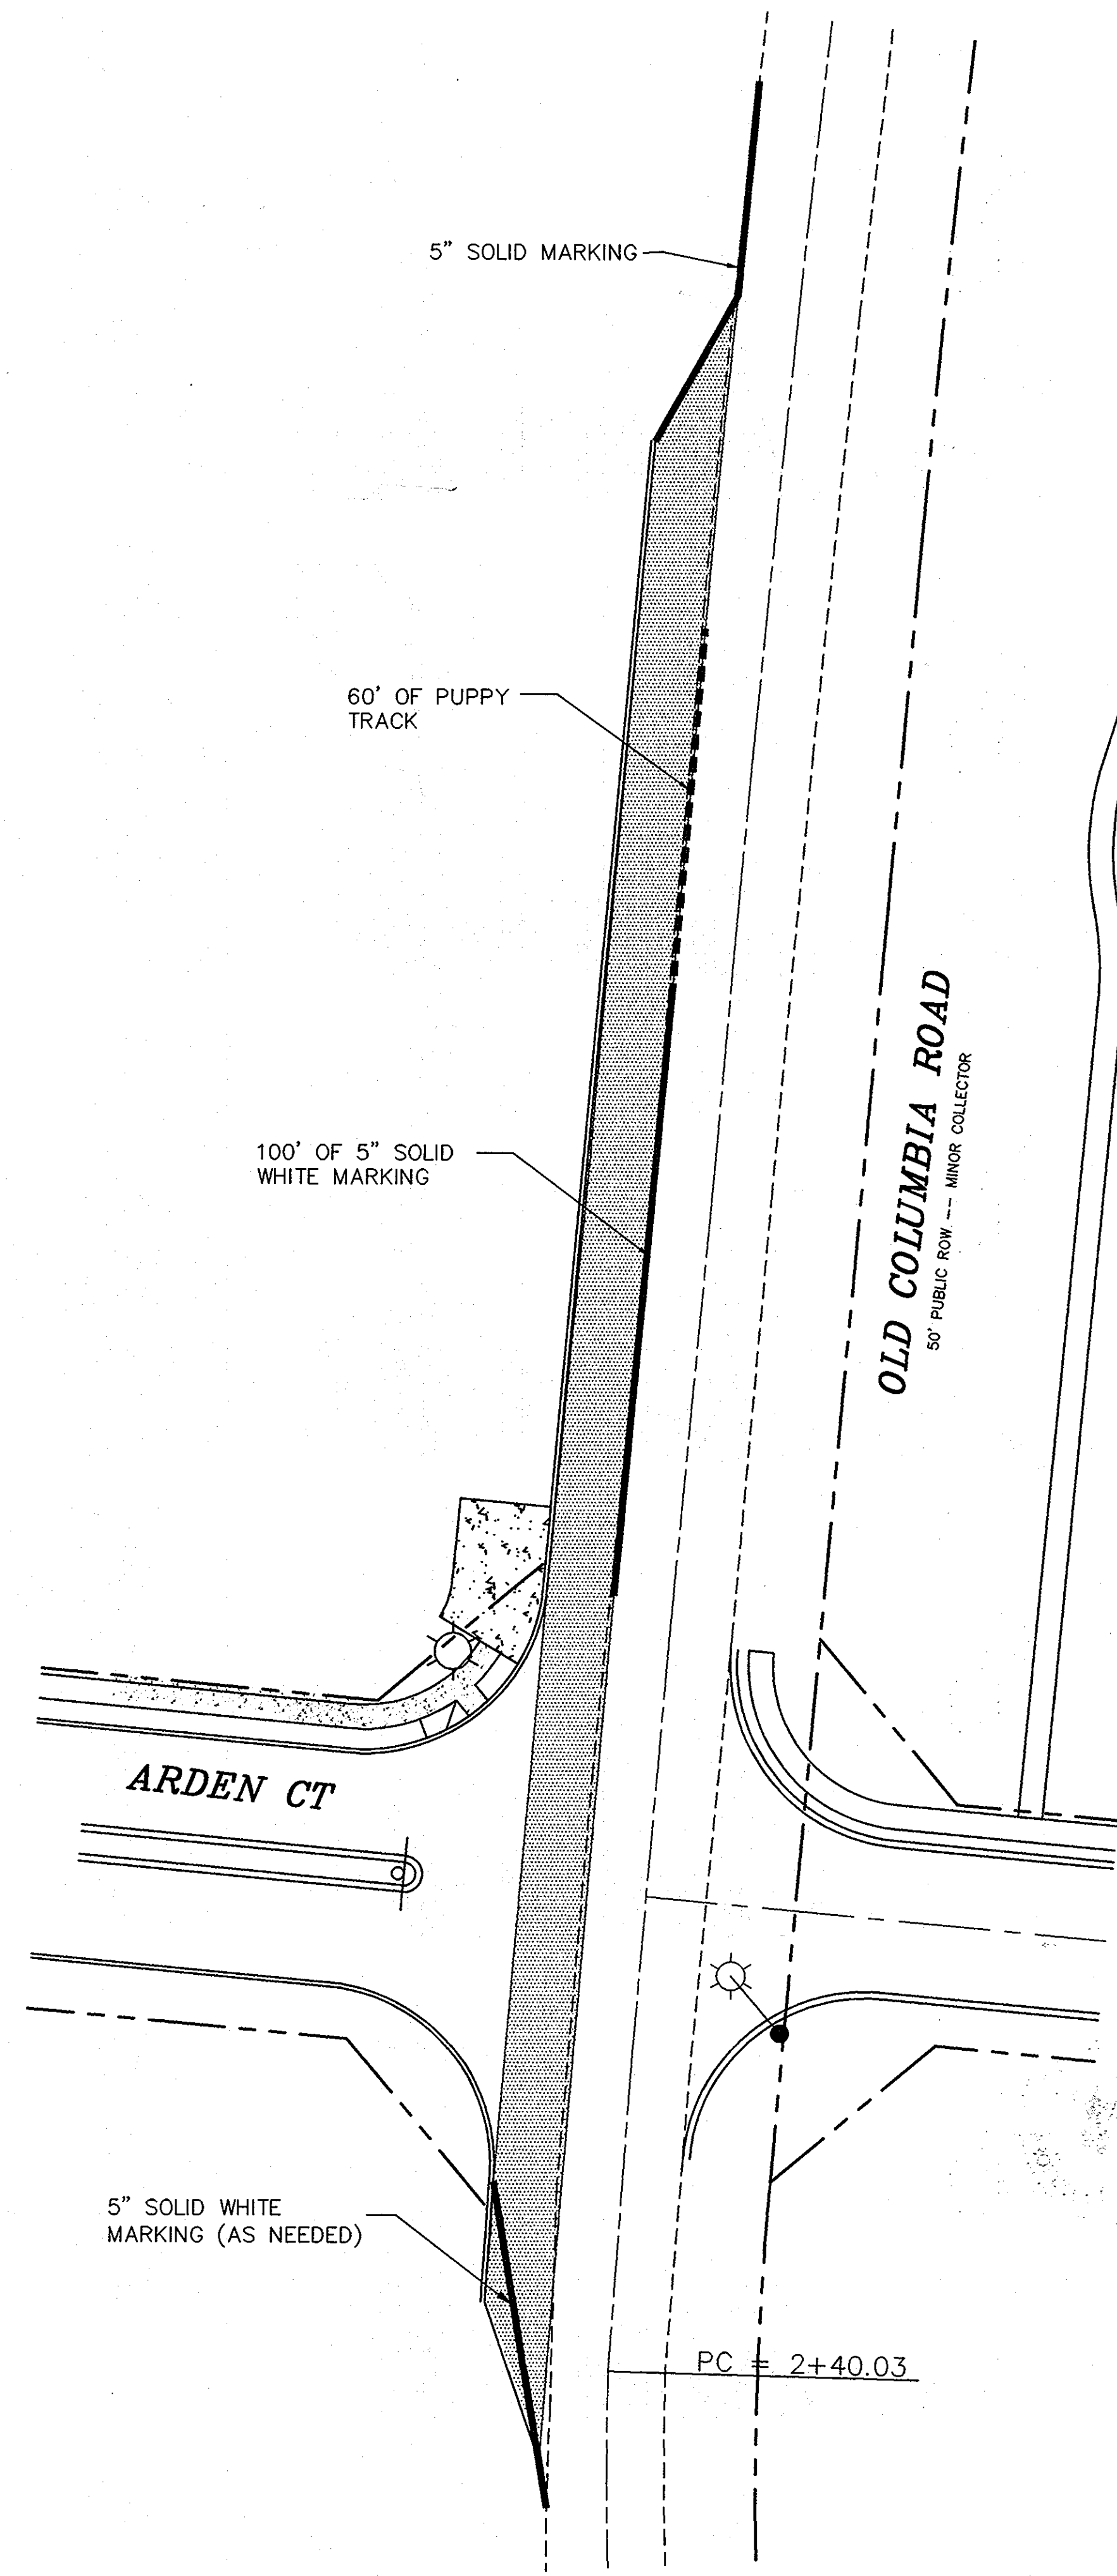 5" SOLID MARKING
60' OF PUPPY
TRACK
100' OF 5" SOLID
WHITE MARKING
OLD COLUMBIA ROAD
50' PUBLIC ROW -- MINOR COLLECTOR
ARDEN CT
5" SOLID WHITE
MARKING (AS NEEDED)
PC = 2+40.03